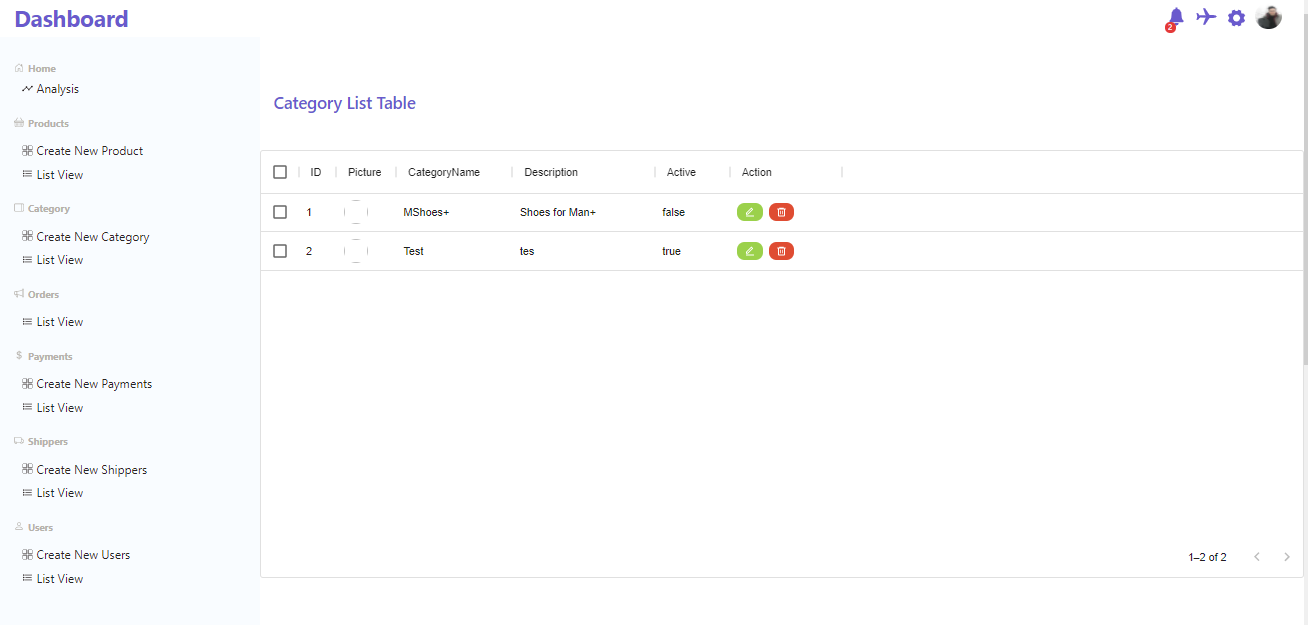 Dashboard
2
Home
Analysis
Products
Create New Product
List View
Category
Create New Category
List View
Orders
List View
$ Payments
Create New Payments
List View
Shippers
Create New Shippers
List View
Users
Create New Users
List View
Category List Table
ID Picture CategoryName Description Active Action
1 MShoes+ Shoes for Man+ false
2 Test tes true
1–2 of 2